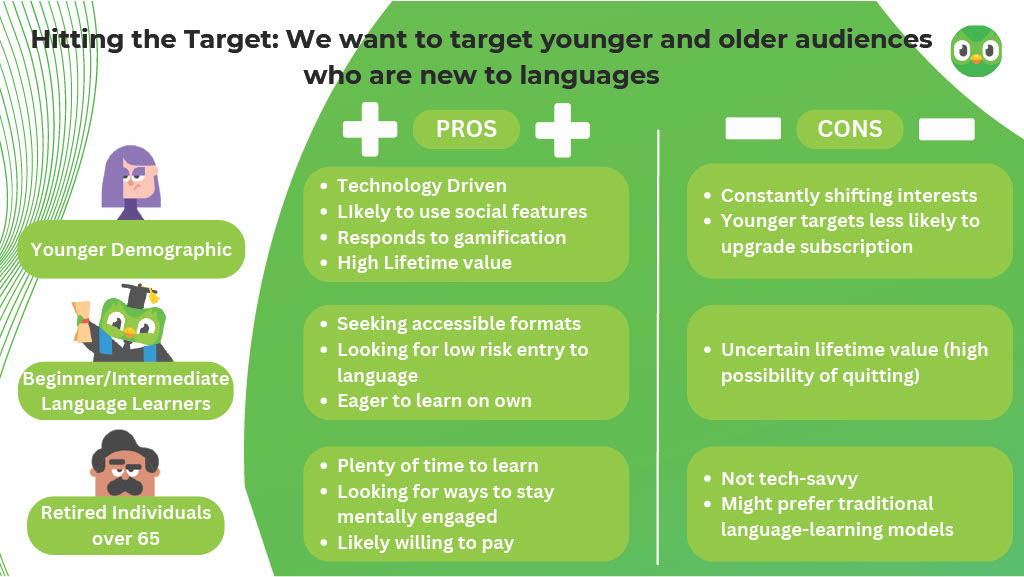 Hitting the Target: We want to target younger and older audiences
who are new to languages
PROS
CONS
Younger Demographic
• Technology Driven
• LIkely to use social features
• Responds to gamification
• High Lifetime value
• Constantly shifting interests
• Younger targets less likely to
upgrade subscription
Beginner/Intermediate
Language Learners
• Seeking accessible formats
• Looking for low risk entry to
language
• Eager to learn on own
• Uncertain lifetime value (high
possibility of quitting)
Retired Individuals
over 65
• Plenty of time to learn
• Looking for ways to stay
mentally engaged
• Likely willing to pay
• Not tech-savvy
• Might prefer traditional
language-learning models